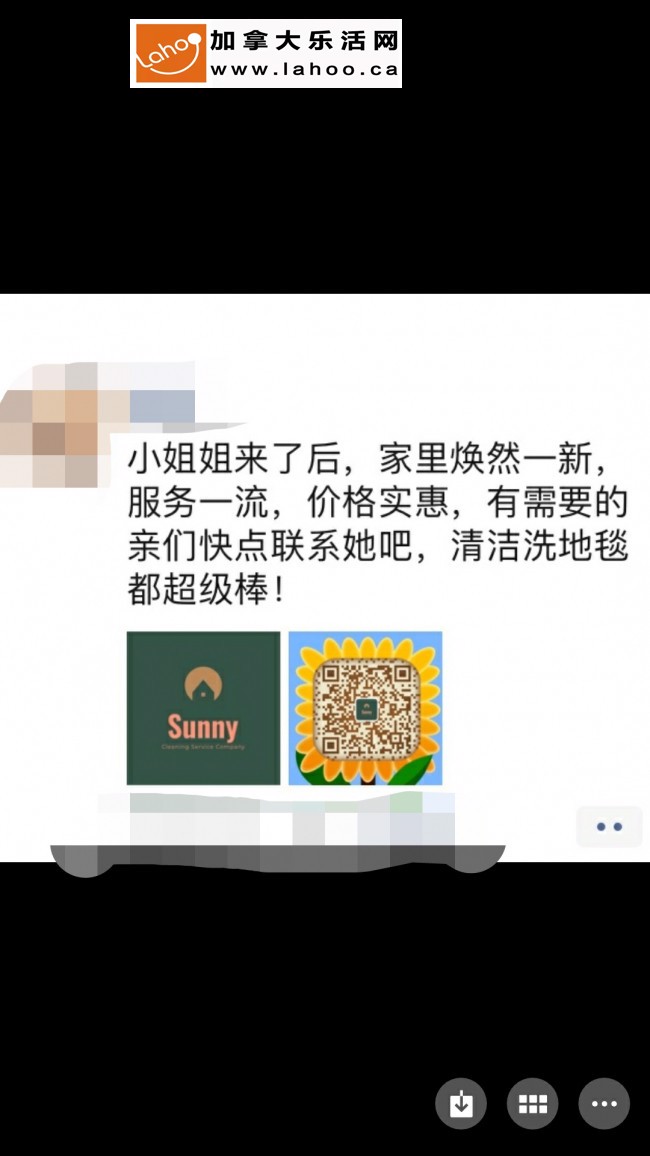 Lahoo
加拿大乐活网
www.lahoo.ca
小姐姐来了后，家里焕然一新，
服务一流，价格实惠，有需要的
亲们快点联系她吧，清洁洗地毯
都超级棒！
Sunny
Cleaning Service Company